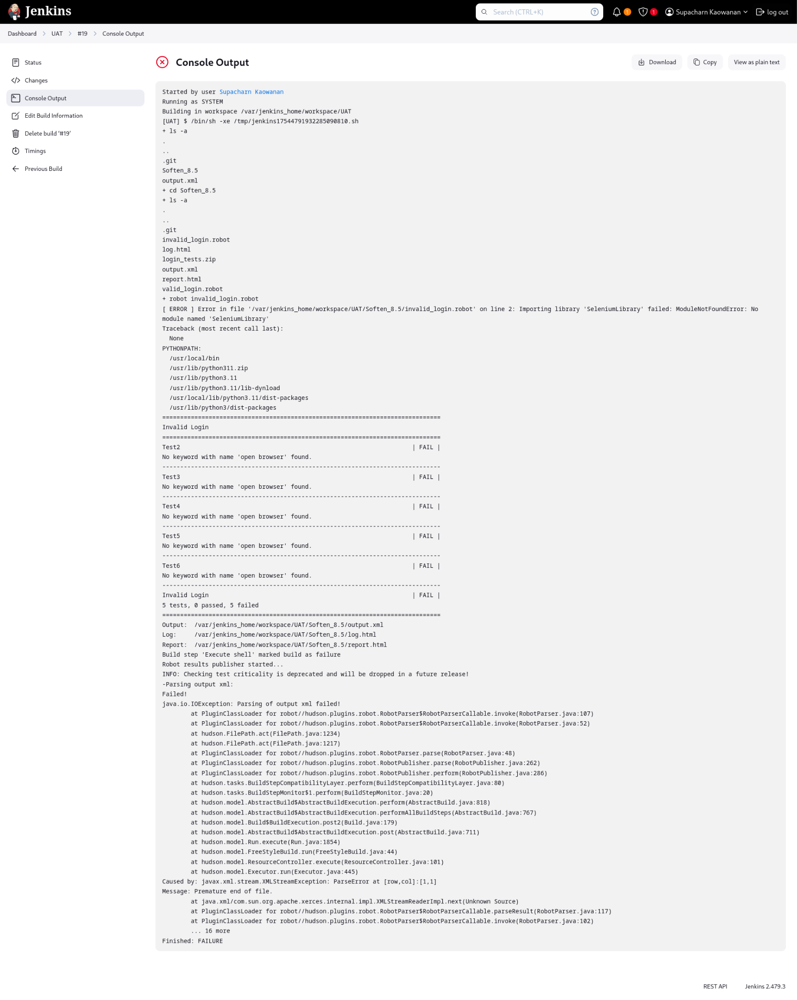 Jenkins
Search (CTRL+K)
1
1
Supacharn Kaowanan
log out
Dashboard
UAT
#19
Console Output
Status
Changes
Console Output
Edit Build Information
Delete build ‘#19’
Timings
Previous Build
Console Output
Download
Copy
View as plain text
Started by user Supacharn Kaowanan
Running as SYSTEM
Building in workspace /var/jenkins_home/workspace/UAT
[UAT] $ /bin/sh -xe /tmp/jenkins17544791932285090810.sh
+ ls -a
.
..
.git
Soften_8.5
output.xml
+ cd Soften_8.5
+ ls -a
.
..
.git
invalid_login.robot
log.html
login_tests.zip
output.xml
report.html
valid_login.robot
+ robot invalid_login.robot
[ ERROR ] Error in file '/var/jenkins_home/workspace/UAT/Soften_8.5/invalid_login.robot' on line 2: Importing library 'SeleniumLibrary' failed: ModuleNotFoundError: No
module named 'SeleniumLibrary'
Traceback (most recent call last):
  None
PYTHONPATH:
  /usr/local/bin
  /usr/lib/python311.zip
  /usr/lib/python3.11
  /usr/lib/python3.11/lib-dynload
  /usr/local/lib/python3.11/dist-packages
  /usr/lib/python3/dist-packages
==============================================================================
Invalid Login
==============================================================================
Test2                                                                 | FAIL |
No keyword with name 'open browser' found.
------------------------------------------------------------------------------
Test3                                                                 | FAIL |
No keyword with name 'open browser' found.
------------------------------------------------------------------------------
Test4                                                                 | FAIL |
No keyword with name 'open browser' found.
------------------------------------------------------------------------------
Test5                                                                 | FAIL |
No keyword with name 'open browser' found.
------------------------------------------------------------------------------
Test6                                                                 | FAIL |
No keyword with name 'open browser' found.
------------------------------------------------------------------------------
Invalid Login                                                         | FAIL |
5 tests, 0 passed, 5 failed
==============================================================================
Output:  /var/jenkins_home/workspace/UAT/Soften_8.5/output.xml
Log:     /var/jenkins_home/workspace/UAT/Soften_8.5/log.html
Report:  /var/jenkins_home/workspace/UAT/Soften_8.5/report.html
Build step 'Execute shell' marked build as failure
Robot results publisher started...
INFO: Checking test criticality is deprecated and will be dropped in a future release!
-Parsing output xml:
Failed!
java.io.IOException: Parsing of output xml failed!
	at PluginClassLoader for robot//hudson.plugins.robot.RobotParser$RobotParserCallable.invoke(RobotParser.java:107)
	at PluginClassLoader for robot//hudson.plugins.robot.RobotParser$RobotParserCallable.invoke(RobotParser.java:52)
	at hudson.FilePath.act(FilePath.java:1234)
	at hudson.FilePath.act(FilePath.java:1217)
	at PluginClassLoader for robot//hudson.plugins.robot.RobotParser.parse(RobotParser.java:48)
	at PluginClassLoader for robot//hudson.plugins.robot.RobotPublisher.parse(RobotPublisher.java:262)
	at PluginClassLoader for robot//hudson.plugins.robot.RobotPublisher.perform(RobotPublisher.java:286)
	at hudson.tasks.BuildStepCompatibilityLayer.perform(BuildStepCompatibilityLayer.java:80)
	at hudson.tasks.BuildStepMonitor$1.perform(BuildStepMonitor.java:20)
	at hudson.model.AbstractBuild$AbstractBuildExecution.perform(AbstractBuild.java:818)
	at hudson.model.AbstractBuild$AbstractBuildExecution.performAllBuildSteps(AbstractBuild.java:767)
	at hudson.model.Build$BuildExecution.post2(Build.java:179)
	at hudson.model.AbstractBuild$AbstractBuildExecution.post(AbstractBuild.java:711)
	at hudson.model.Run.execute(Run.java:1854)
	at hudson.model.FreeStyleBuild.run(FreeStyleBuild.java:44)
	at hudson.model.ResourceController.execute(ResourceController.java:101)
	at hudson.model.Executor.run(Executor.java:445)
Caused by: javax.xml.stream.XMLStreamException: ParseError at [row,col]:[1,1]
Message: Premature end of file.
	at java.xml/com.sun.org.apache.xerces.internal.impl.XMLStreamReaderImpl.next(Unknown Source)
	at PluginClassLoader for robot//hudson.plugins.robot.RobotParser$RobotParserCallable.parseResult(RobotParser.java:117)
	at PluginClassLoader for robot//hudson.plugins.robot.RobotParser$RobotParserCallable.invoke(RobotParser.java:102)
	... 16 more
Finished: FAILURE
REST API
Jenkins 2.479.3